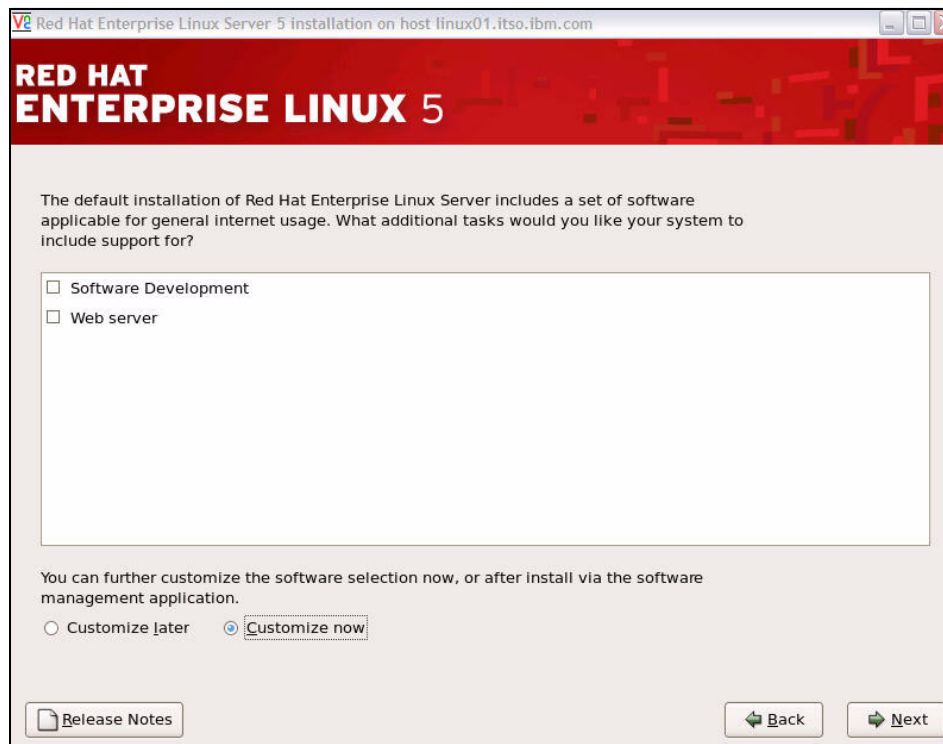 Red Hat Enterprise Linux Server 5 installation on host linux01.itso.ibm.com
RED HAT
ENTERPRISE LINUX 5
The default installation of Red Hat Enterprise Linux Server includes a set of software
applicable for general internet usage. What additional tasks would you like your system to
include support for?
Software Development
Web server
You can further customize the software selection now, or after install via the software
management application.
Customize later Customize now
Release Notes Back Next